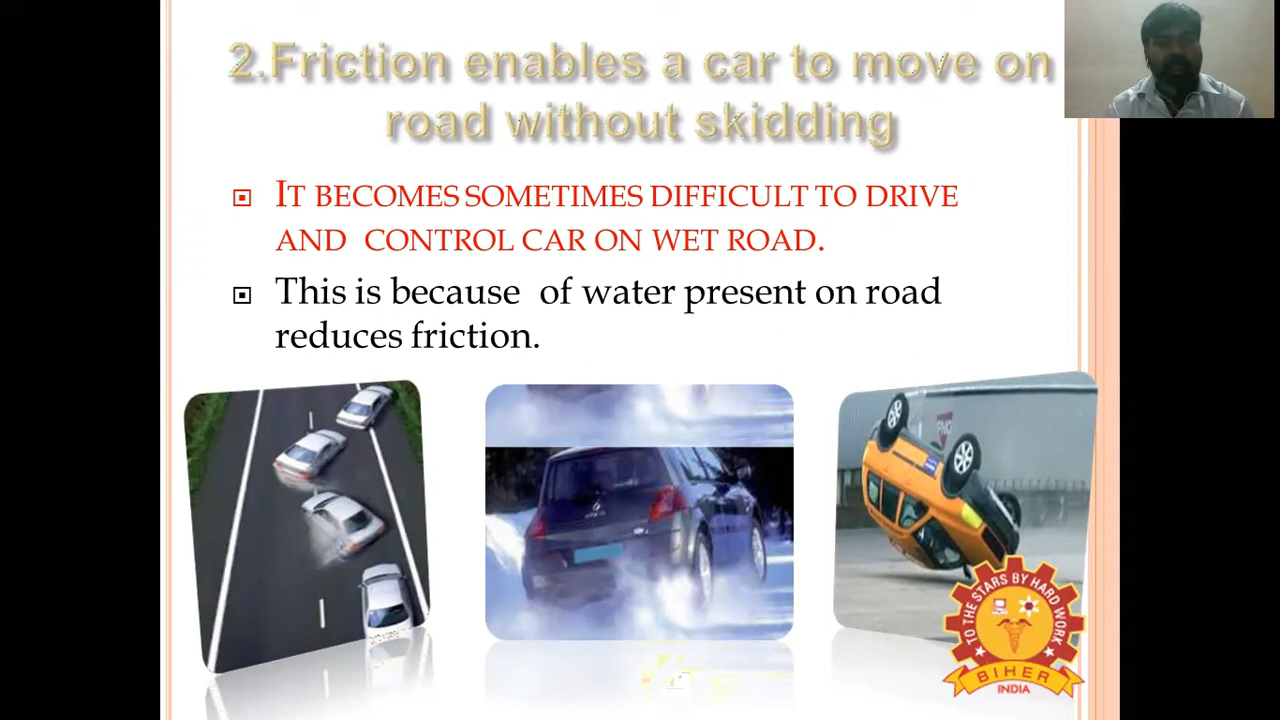 2.Friction enables a car to move on
road without skidding
IT BECOMES SOMETIMES DIFFICULT TO DRIVE
AND CONTROL CAR ON WET ROAD.
This is because of water present on road
reduces friction.
TO THE STARS BY HARD WORK
BIHER
INDIA